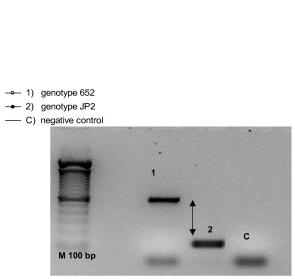 1) genotype 652
2) genotype JP2
C) negative control
1
2
C
M 100 bp